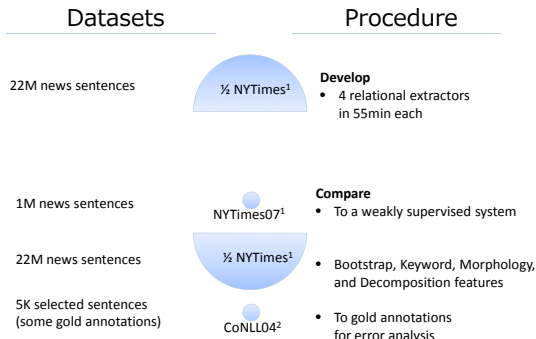 Datasets
Procedure
22M news sentences
½ NYTimes¹
Develop
• 4 relational extractors
in 55min each
1M news sentences
NYTimes07¹
Compare
• To a weakly supervised system
22M news sentences
½ NYTimes¹
• Bootstrap, Keyword, Morphology,
and Decomposition features
5K selected sentences
(some gold annotations)
CoNLL04²
• To gold annotations
for error analysis